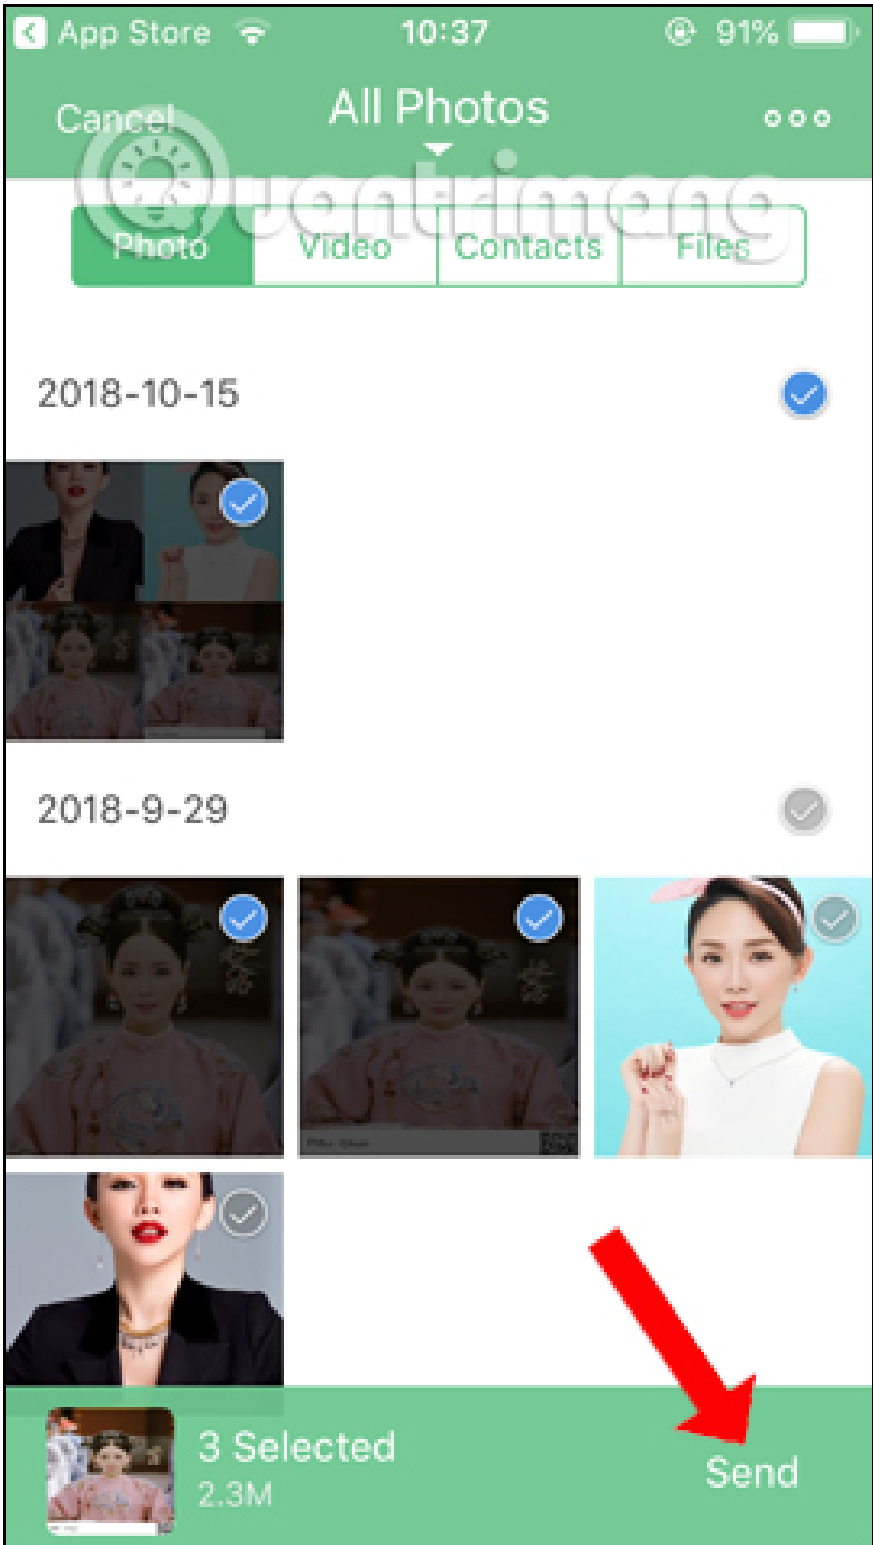 App Store 10:37 91%
Cancel All Photos
Quantrimang
Photo Video Contacts Files
2018-10-15
2018-9-29
3 Selected
2.3M
Send